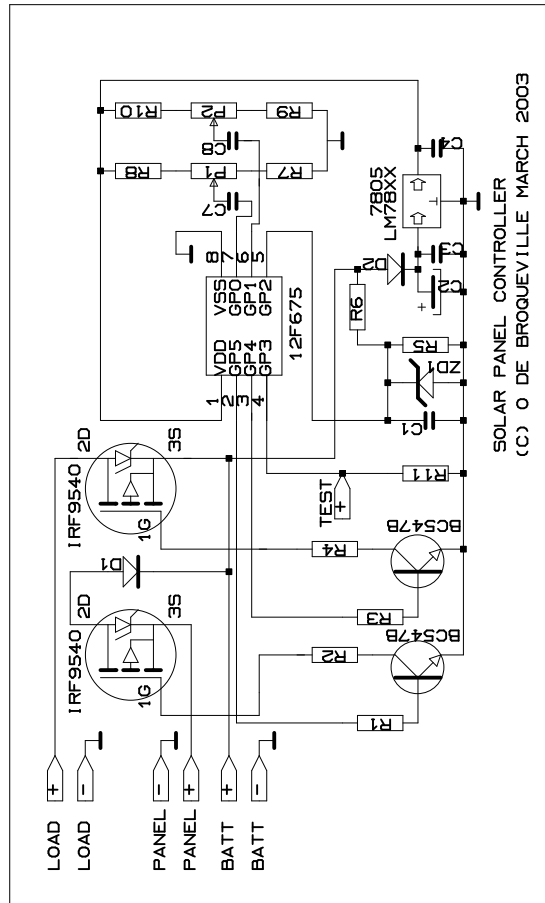 LOAD
LOAD
PANEL
PANEL
BATT
BATT
+
-
-
+
+
-
IRF9540
2D
1G
3S
D1
IRF9540
2D
1G
3S
1
2
3
4
VDD
GP5
GP4
GP3
VSS
GP0
GP1
GP2
8
7
6
5
12F675
R8
P1
C7
R7
R10
P2
C8
R9
R1
R2
BC547B
R3
R4
BC547B
TEST
+
R11
C1
ZD1
R5
R6
D2
+
C2
C3
7805
LM78XX
C4
SOLAR PANEL CONTROLLER
(C) O DE BROQUEVILLE MARCH 2003